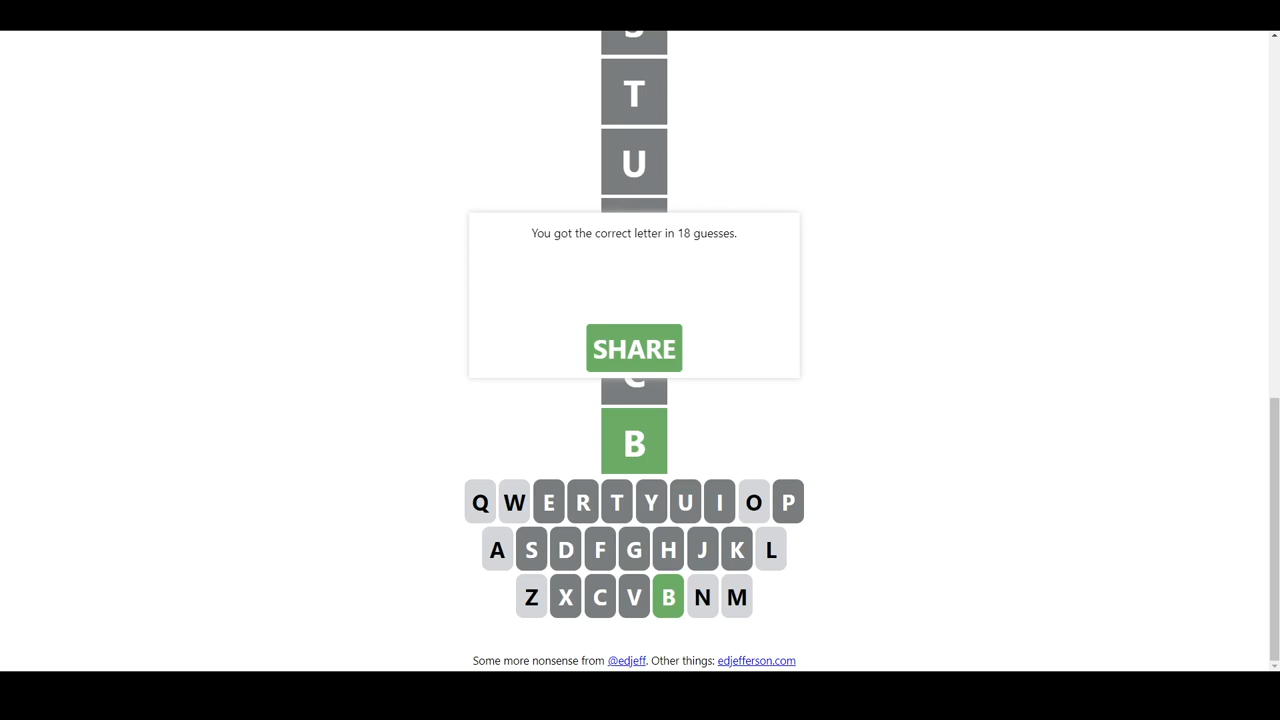 S
T
U
You got the correct letter in 18 guesses.
SHARE
C
B
Q W E R T Y U I O P
A S D F G H J K L
Z X C V B N M
Some more nonsense from @edjeff. Other things: edjefferson.com